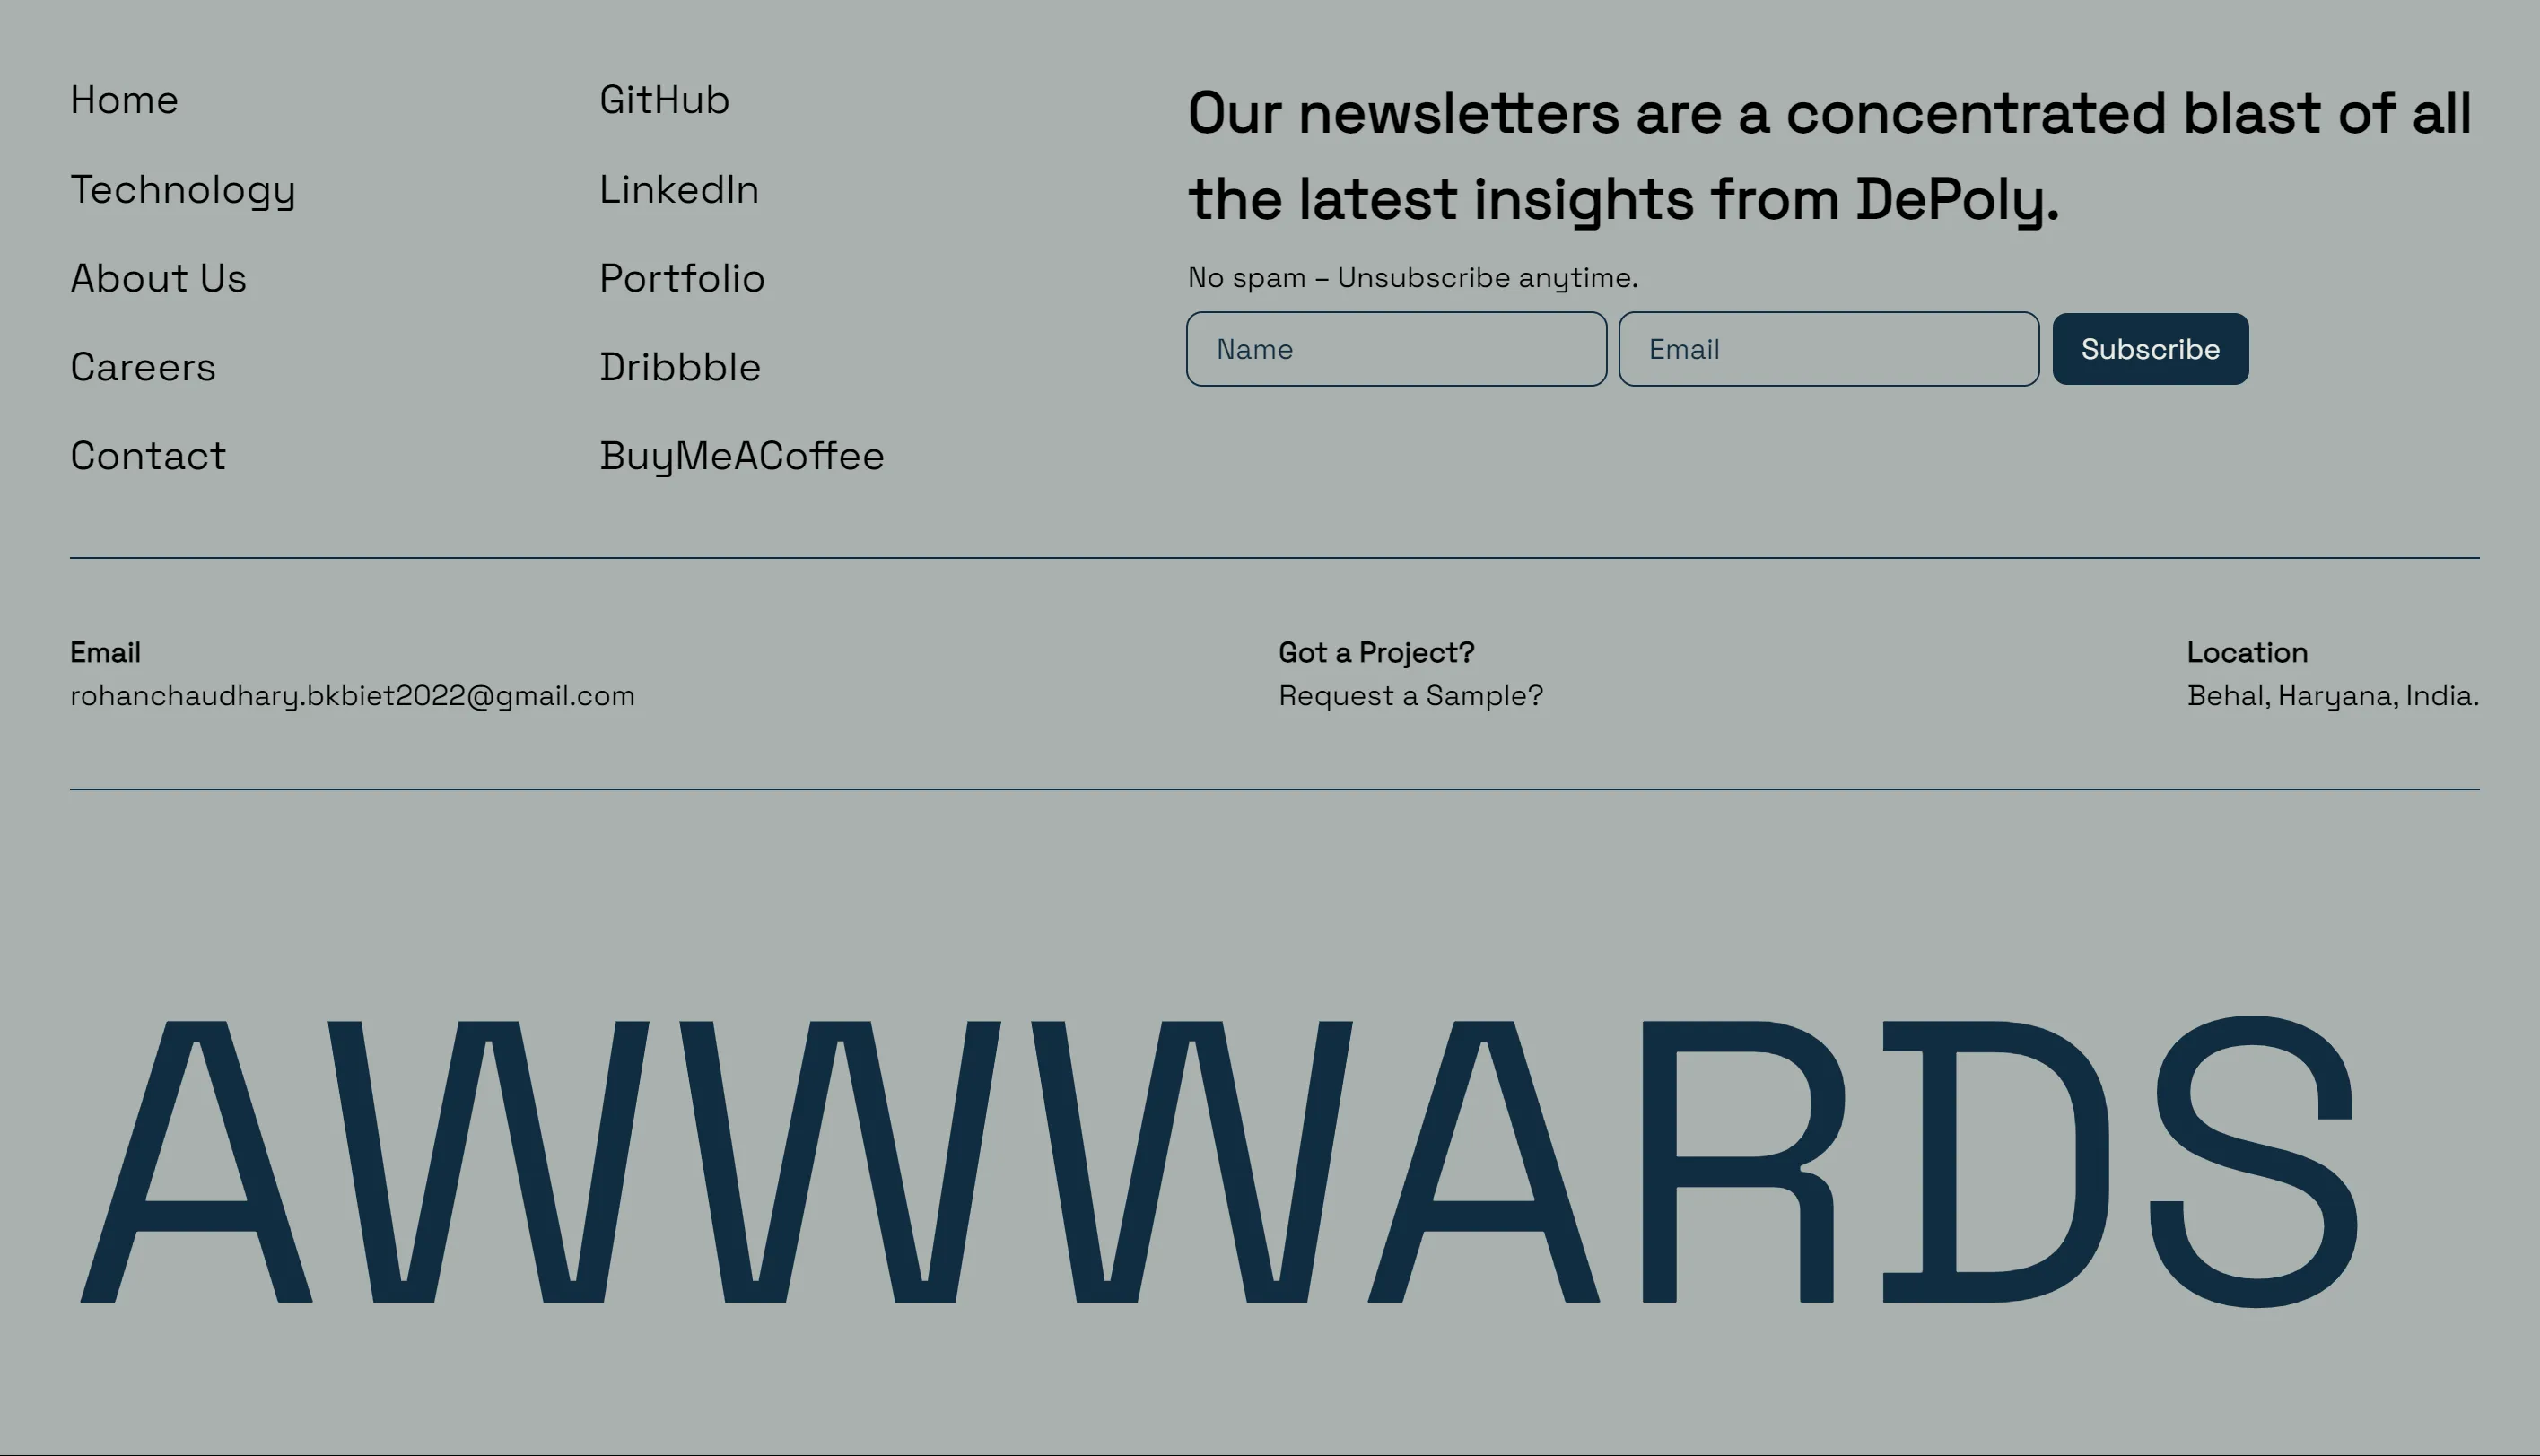 Home
Technology
About Us
Careers
Contact
GitHub
LinkedIn
Portfolio
Dribbble
BuyMeACoffee
Our newsletters are a concentrated blast of all
the latest insights from DePoly.
No spam – Unsubscribe anytime.
Name
Email
Subscribe
Email
rohanchaudhary.bkbiet2022@gmail.com
Got a Project?
Request a Sample?
Location
Behal, Haryana, India.
AWWWARDS